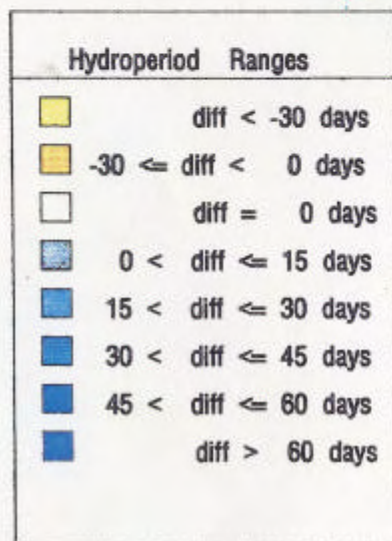 Hydroperiod Ranges
diff < -30 days
-30 <= diff < 0 days
diff = 0 days
0 < diff <= 15 days
15 < diff <= 30 days
30 < diff <= 45 days
45 < diff <= 60 days
diff > 60 days